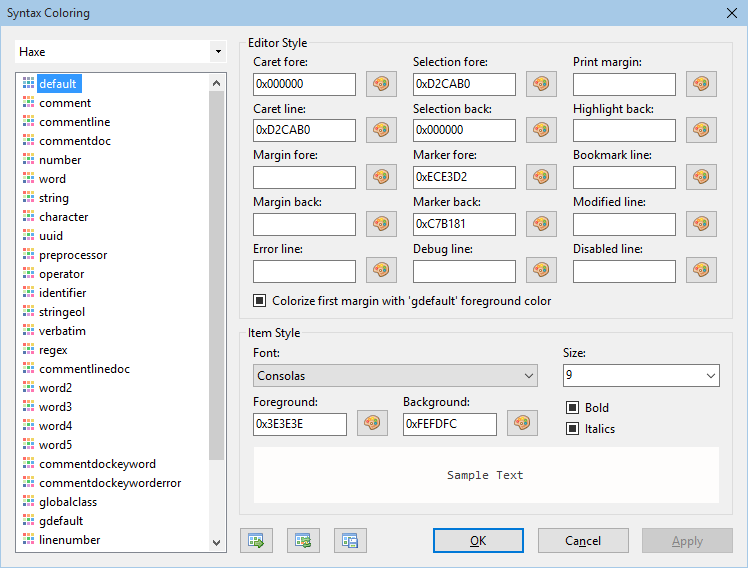 Syntax Coloring
Haxe
default
comment
commentline
commentdoc
number
word
string
character
uuid
preprocessor
operator
identifier
stringeol
verbatim
regex
commentlinedoc
word2
word3
word4
word5
commentdockeyword
commentdockeyworderror
globalclass
gdefault
linenumber
Editor Style
Caret fore: Selection fore: Print margin:
0x000000 0xD2CAB0
Caret line: Selection back: Highlight back:
0xD2CAB0 0x000000
Margin fore: Marker fore: Bookmark line:
0xECE3D2
Margin back: Marker back: Modified line:
0xC7B181
Error line: Debug line: Disabled line:
Colorize first margin with 'gdefault' foreground color
Item Style
Font: Size:
Consolas 9
Foreground: Background:
0x3E3E3E 0xFEFDFC
Bold
Italics
Sample Text
OK Cancel Apply